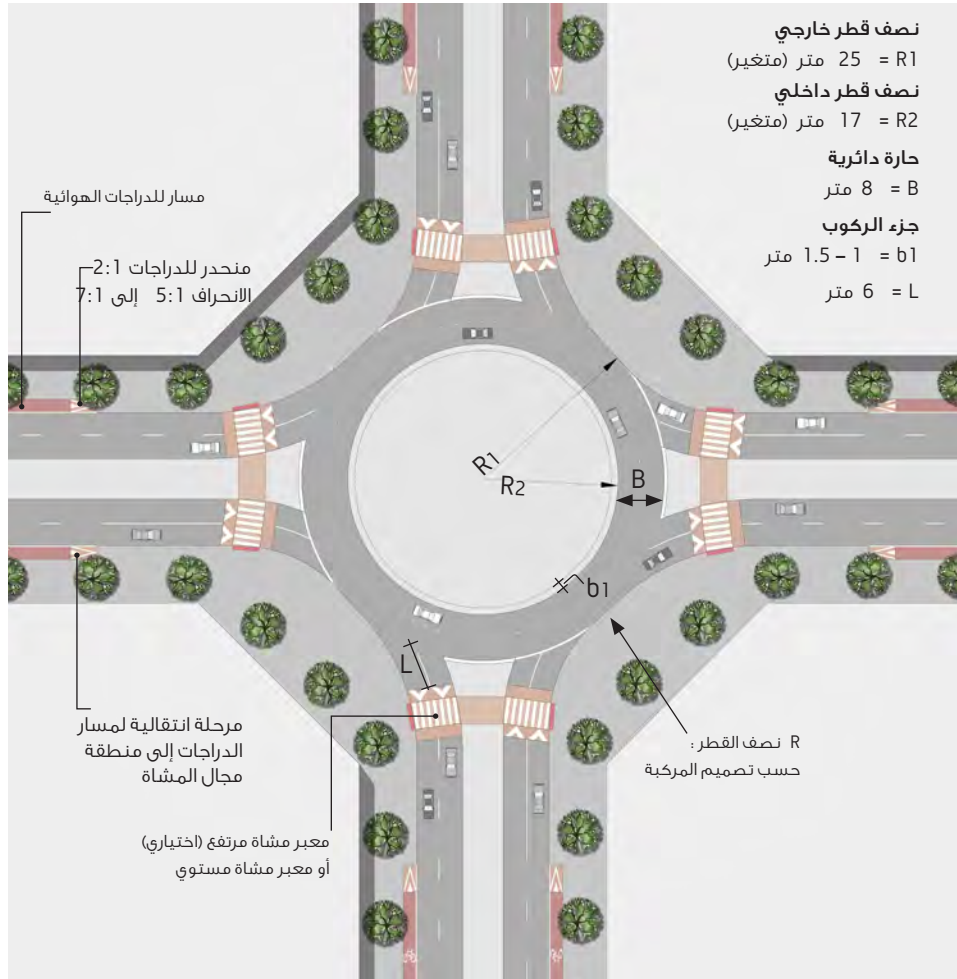 نصف قطر خارجي
R1 = 25 متر (متغير)
نصف قطر داخلي
R2 = 17 متر (متغير)
حارة دائرية
B = 8 متر
جزء الركوب
b1 = 1 – 1.5 متر
L = 6 متر
مسار للدراجات الهوائية
منحدر للدراجات 2:1
الانحراف 5:1 إلى 7:1
R1
R2
B
b1
L
مرحلة انتقالية لمسار
الدراجات إلى منطقة
مجال المشاة
R نصف القطر :
حسب تصميم المركبة
معبر مشاة مرتفع (اختياري)
أو معبر مشاة مستوي